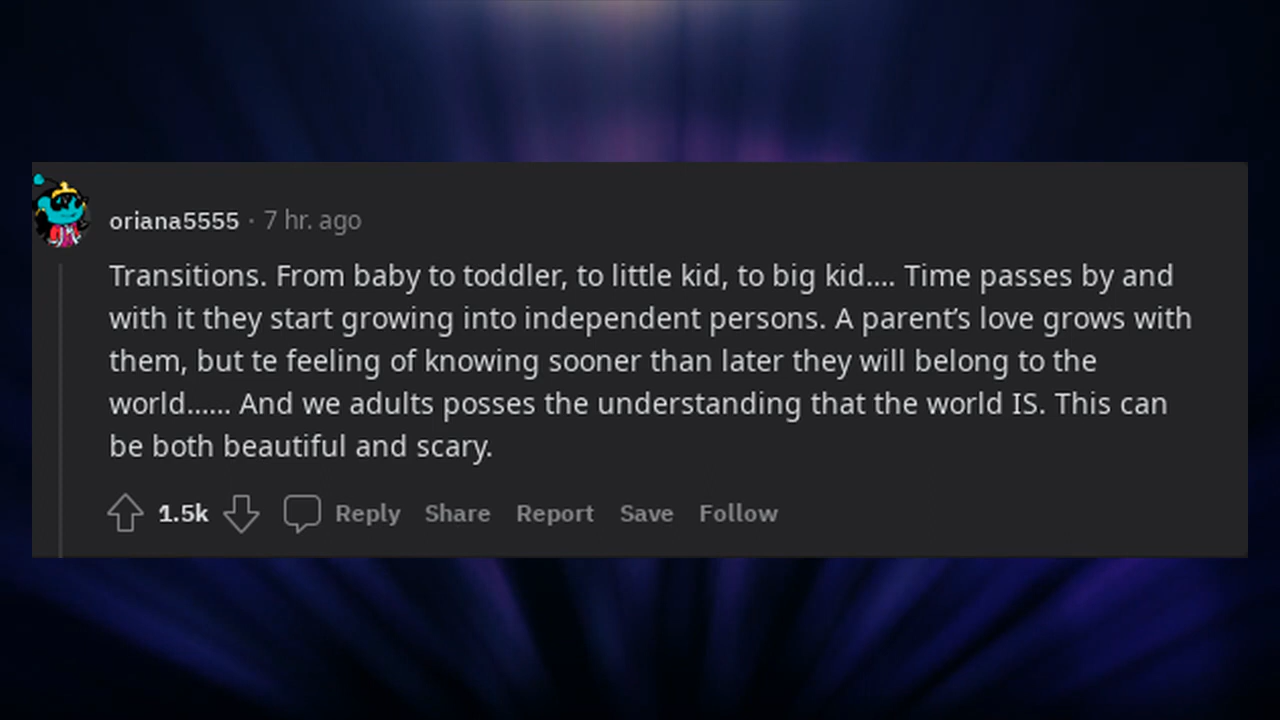 oriana5555 · 7 hr. ago
Transitions. From baby to toddler, to little kid, to big kid.... Time passes by and
with it they start growing into independent persons. A parent’s love grows with
them, but te feeling of knowing sooner than later they will belong to the
world...... And we adults posses the understanding that the world IS. This can
be both beautiful and scary.
1.5k Reply Share Report Save Follow